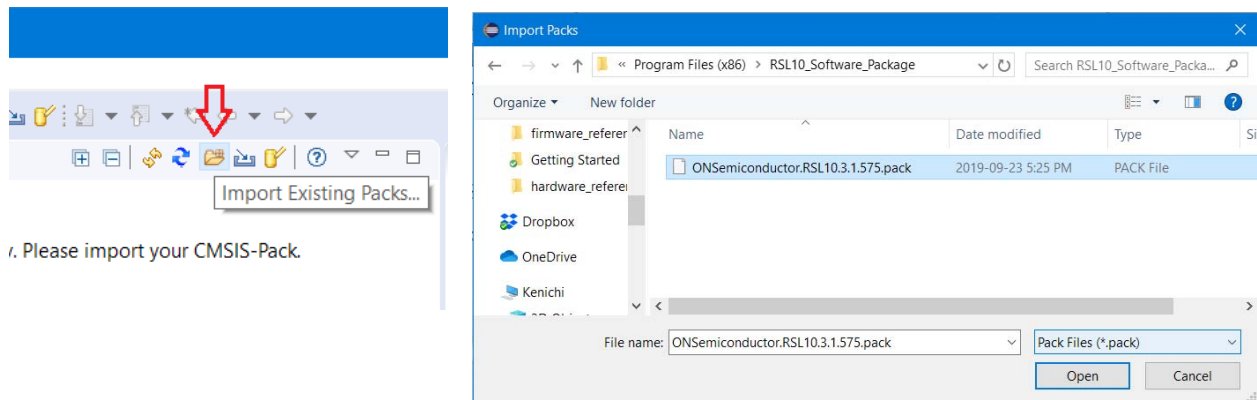 Import Existing Packs...
. Please import your CMSIS-Pack.
Import Packs
« Program Files (x86) > RSL10_Software_Package
Search RSL10_Software_Packa...
Organize
New folder
firmware_referer
Getting Started
hardware_referer
Dropbox
OneDrive
Kenichi
Name
Date modified
Type
Si
ONSemiconductor.RSL10.3.1.575.pack
2019-09-23 5:25 PM
PACK File
File name:
ONSemiconductor.RSL10.3.1.575.pack
Pack Files (*.pack)
Open
Cancel